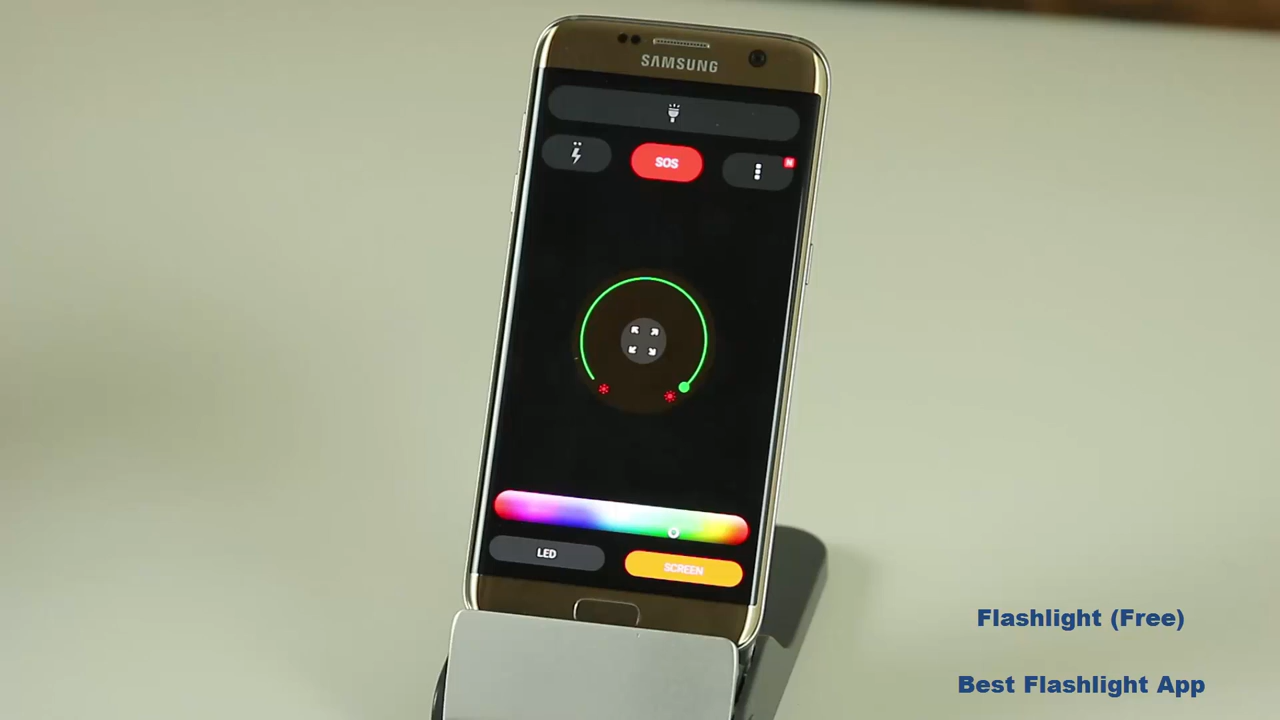 SAMSUNG
SOS
N
LED
SCREEN
Flashlight (Free)
Best Flashlight App